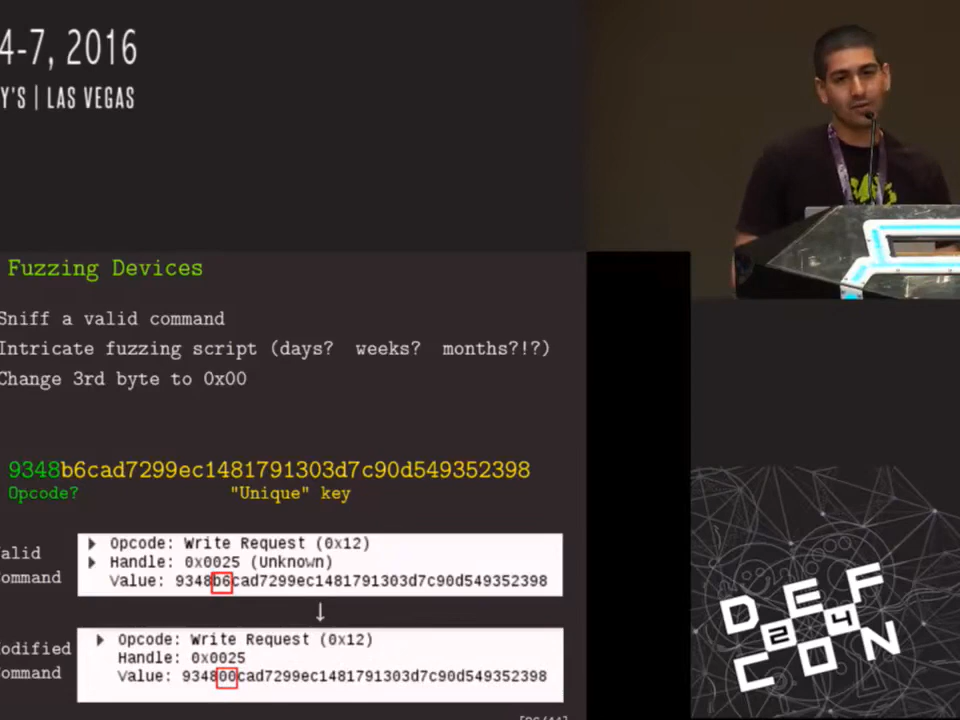 4-7, 2016
Y'S | LAS VEGAS
Fuzzing Devices
Sniff a valid command
Intricate fuzzing script (days? weeks? months?!?)
Change 3rd byte to 0x00
9348b6cad7299ec1481791303d7c90d549352398
Opcode?
"Unique" key
alid
ommand
Opcode: Write Request (0x12)
Handle: 0x0025 (Unknown)
Value: 9348b6cad7299ec1481791303d7c90d549352398
↓
odified
ommand
Opcode: Write Request (0x12)
Handle: 0x0025
Value: 934800cad7299ec1481791303d7c90d549352398
DEF
24
CON